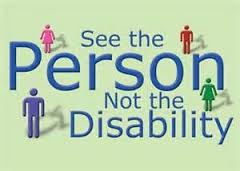 See the
Person
Not the
Disability